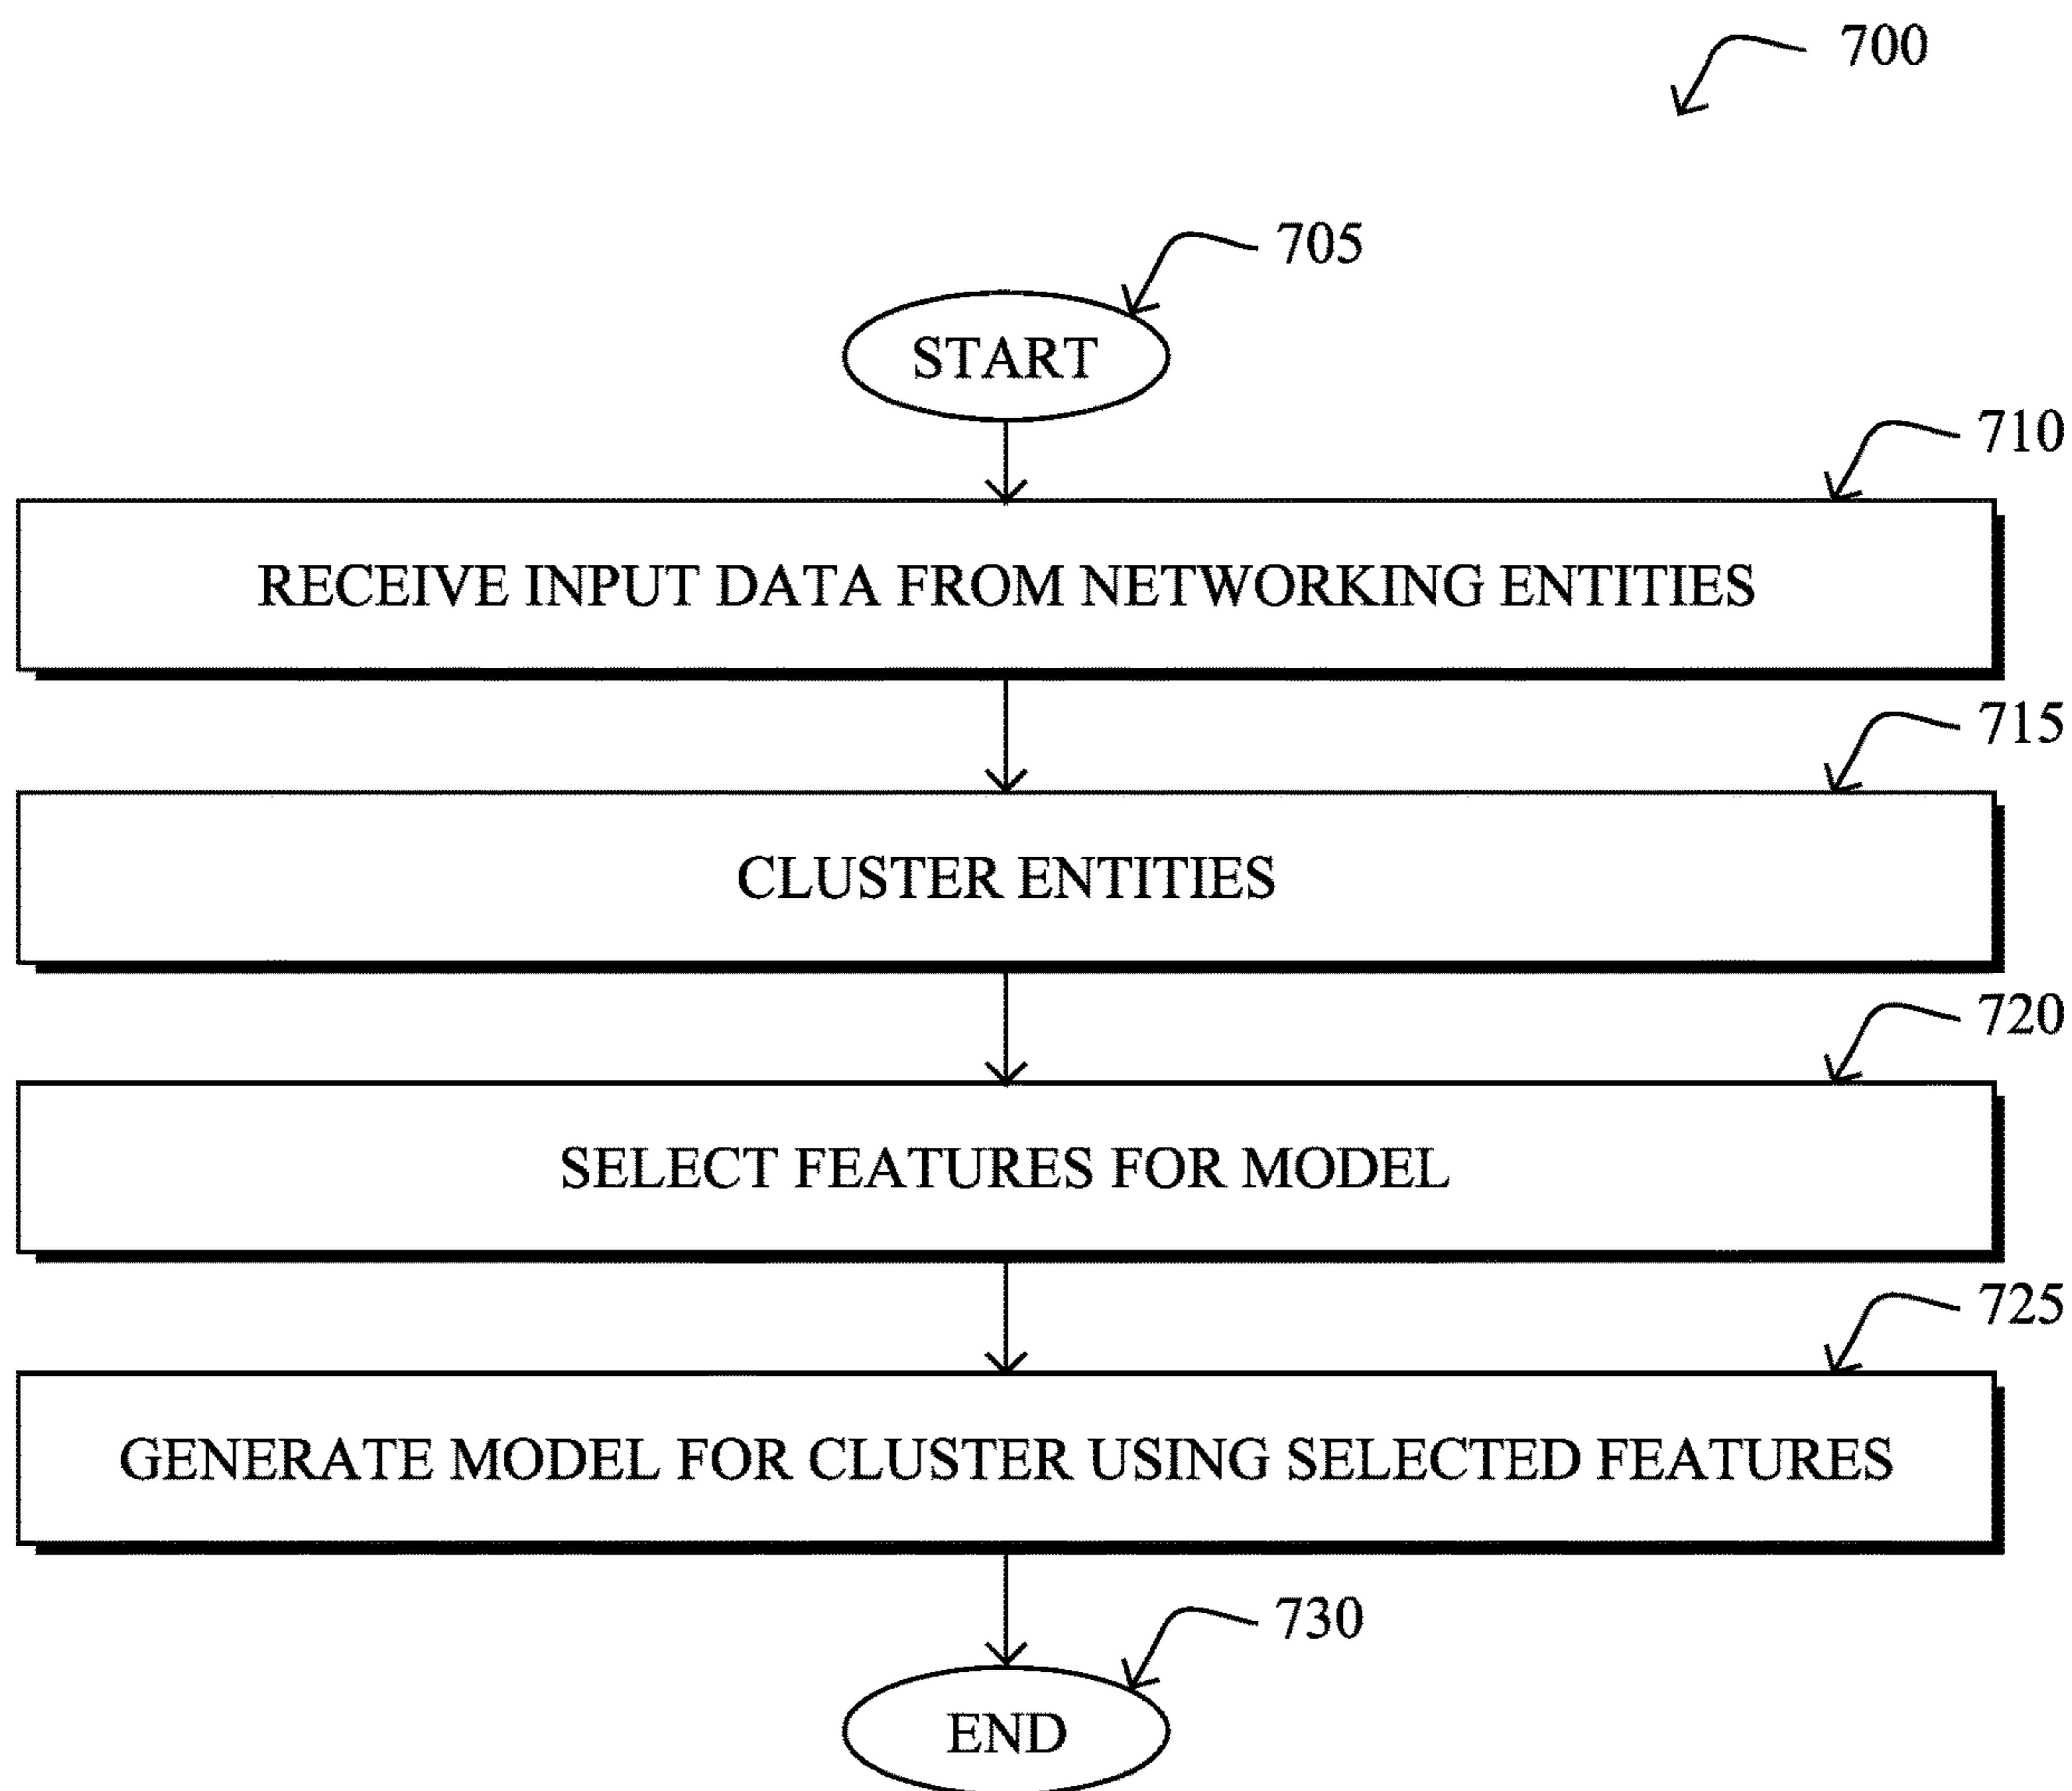 700
705
START
710
RECEIVE INPUT DATA FROM NETWORKING ENTITIES
715
CLUSTER ENTITIES
720
SELECT FEATURES FOR MODEL
725
GENERATE MODEL FOR CLUSTER USING SELECTED FEATURES
730
END